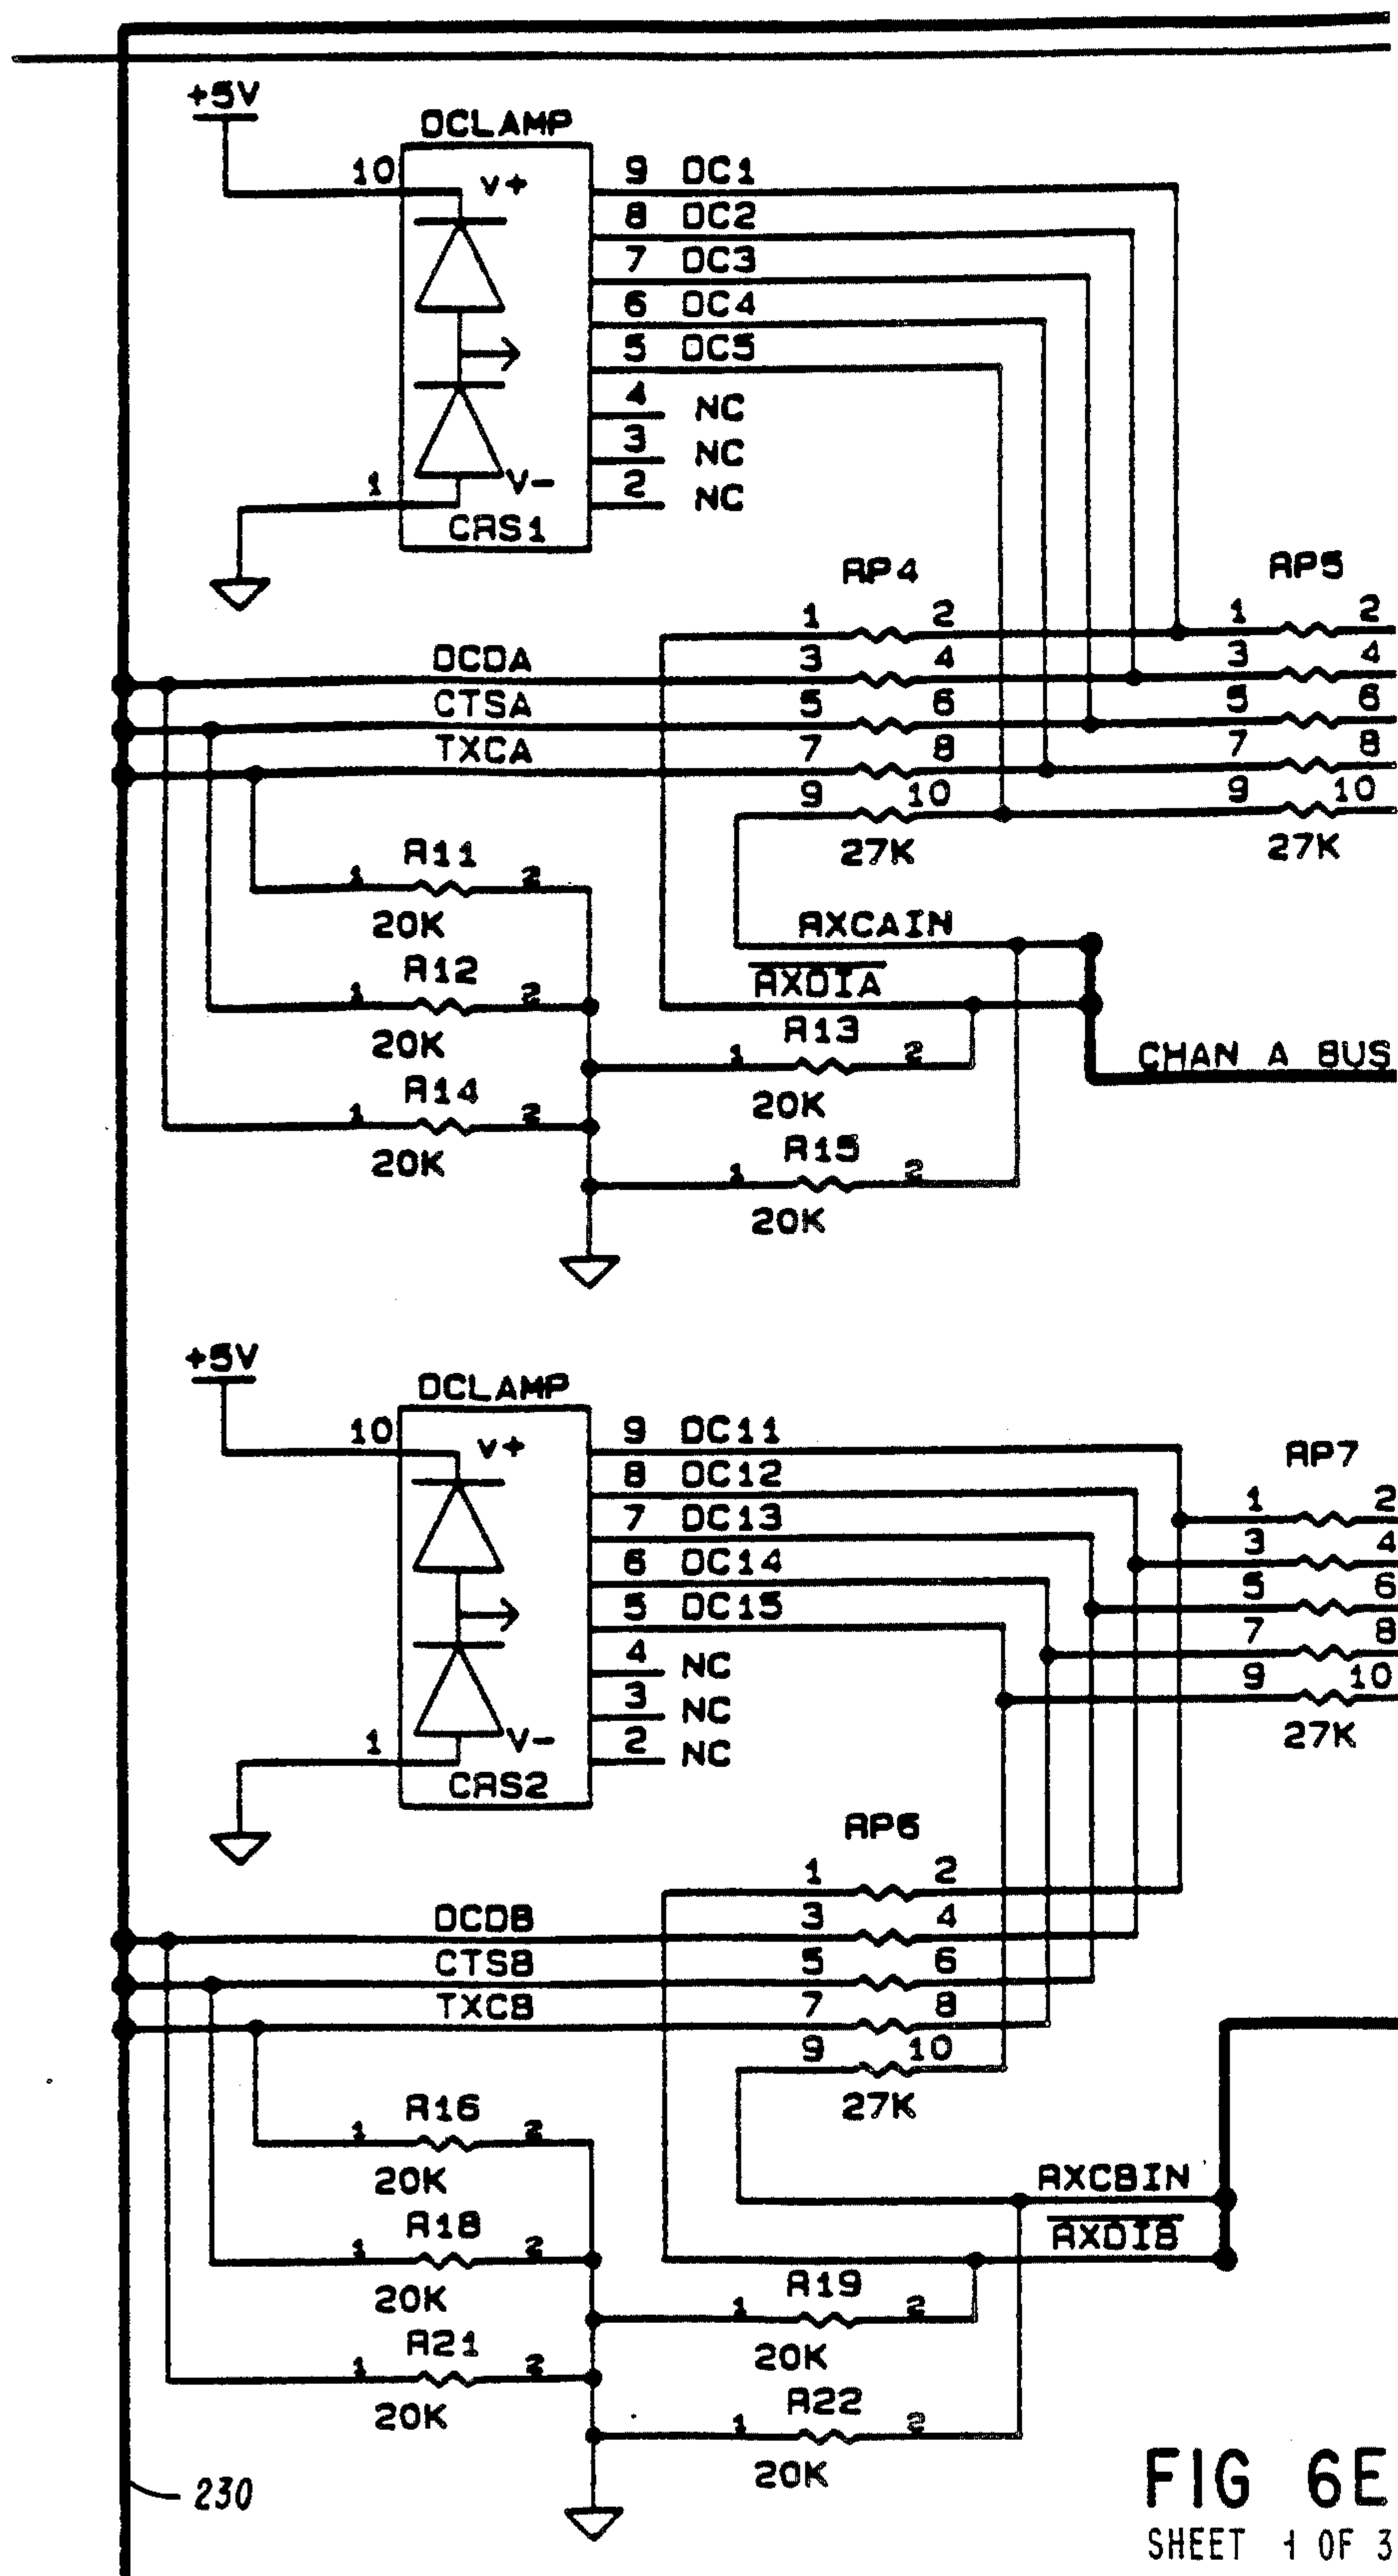 +5V
DCLAMP
10 V+ 9 DC1
8 DC2
7 DC3
6 DC4
5 DC5
4 NC
3 NC
1 V- 2 NC
CRS1
RP4 RP5
1 2 1 2
DCDA 3 4 3 4
CTSA 5 6 5 6
TXCA 7 8 7 8
9 10 9 10
27K 27K
R11
1 2
20K
RXCAIN
R12
1 2
RXDIA
20K
R13
1 2
CHAN A BUS
R14
1 2
20K
20K
R15
1 2
20K
+5V
DCLAMP
10 V+ 9 DC11
8 DC12
7 DC13
6 DC14
5 DC15
4 NC
3 NC
1 V- 2 NC
CRS2
RP7
1 2
3 4
5 6
7 8
9 10
27K
RP6
1 2
DCDB 3 4
CTSB 5 6
TXCB 7 8
9 10
27K
R16
1 2
20K
RXCBIN
R18
1 2
RXDIB
20K
R19
1 2
20K
R21
1 2
20K
R22
1 2
20K
230
FIG 6E
SHEET 1 OF 3